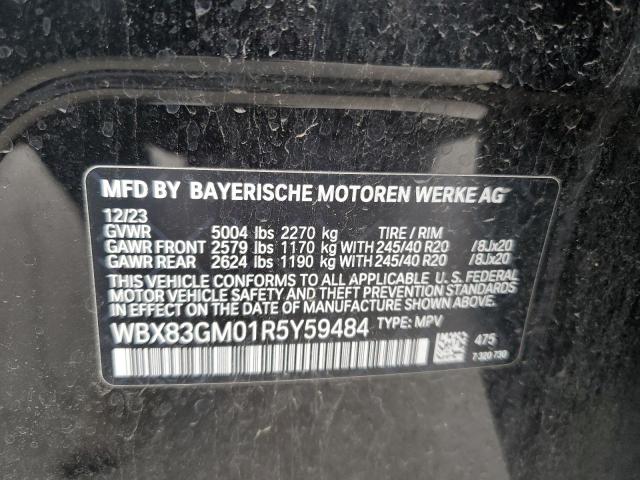 MFD BY BAYERISCHE MOTOREN WERKE AG
12/23
GVWR 5004 lbs 2270 kg TIRE / RIM
GAWR FRONT 2579 lbs 1170 kg WITH 245/40 R20 /8Jx20
GAWR REAR 2624 lbs 1190 kg WITH 245/40 R20 /8Jx20
THIS VEHICLE CONFORMS TO ALL APPLICABLE U. S. FEDERAL
MOTOR VEHICLE SAFETY AND THEFT PREVENTION STANDARDS
IN EFFECT ON THE DATE OF MANUFACTURE SHOWN ABOVE.
WBX83GM01R5Y59484 TYPE: MPV
475
7 320 730